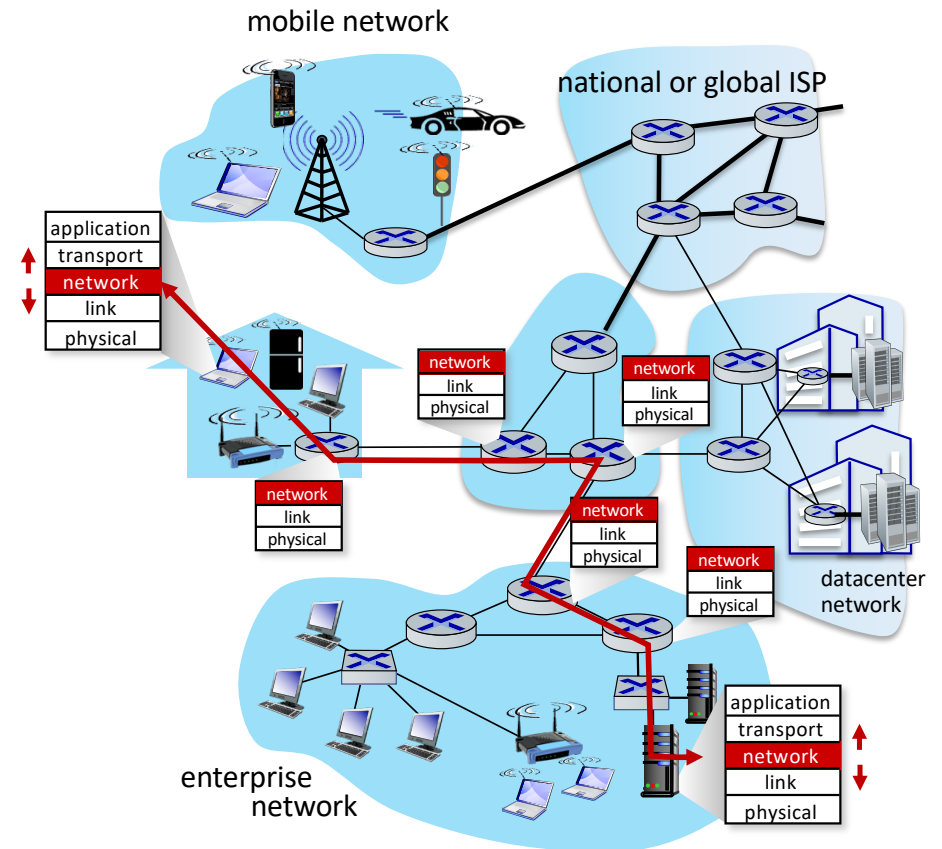 mobile network
national or global ISP
application
transport
network
link
physical
network
link
physical
network
link
physical
network
link
physical
network
link
physical
network
link
physical
datacenter
network
enterprise
network
application
transport
network
link
physical